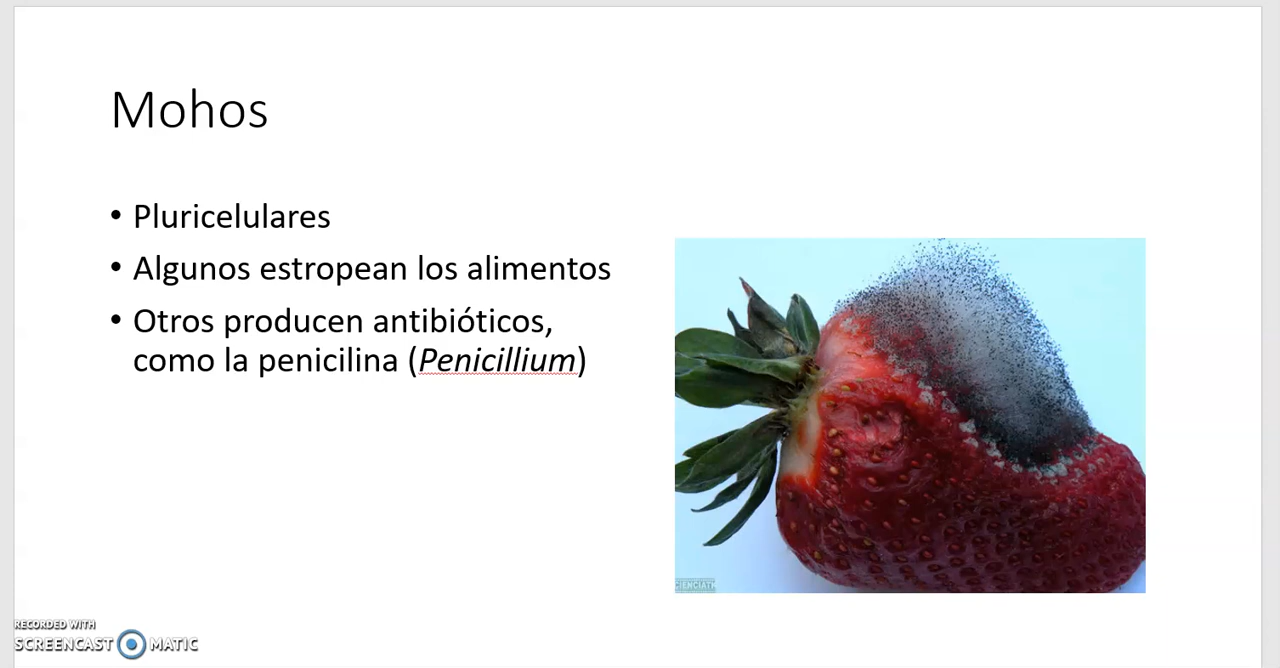 Mohos
• Pluricelulares
• Algunos estropean los alimentos
• Otros producen antibióticos,
como la penicilina (Penicillium)
RECORDED WITH
SCREENCAST MATIC